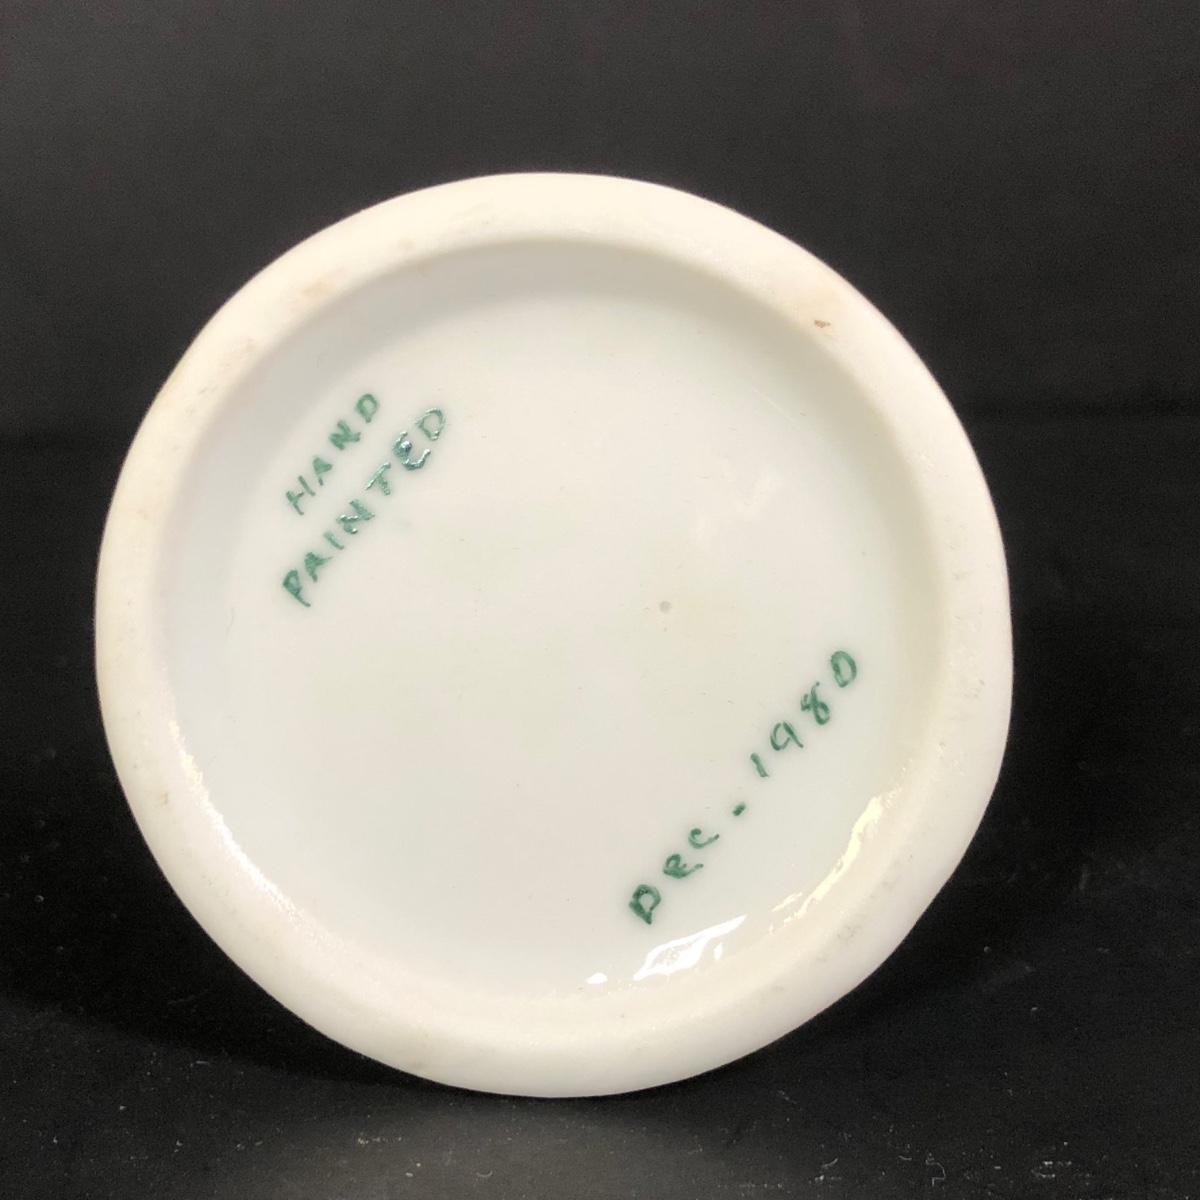 HAND
PAINTED
DEC - 1980